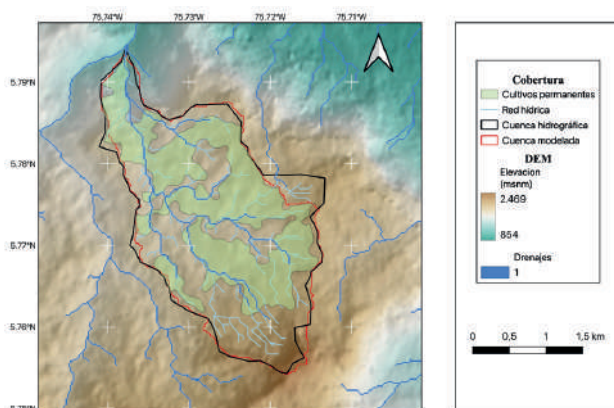 75.74°W 75.73°W 75.72°W 75.71°W
5.79°N
5.78°N
5.77°N
5.76°N
Cobertura
Cultivos permanentes
Red hídrica
Cuenca hidrográfica
Cuenca modelada
DEM
Elevacion
(msnm)
2.469
854
Drenajes
1
0 0,5 1 1,5 km